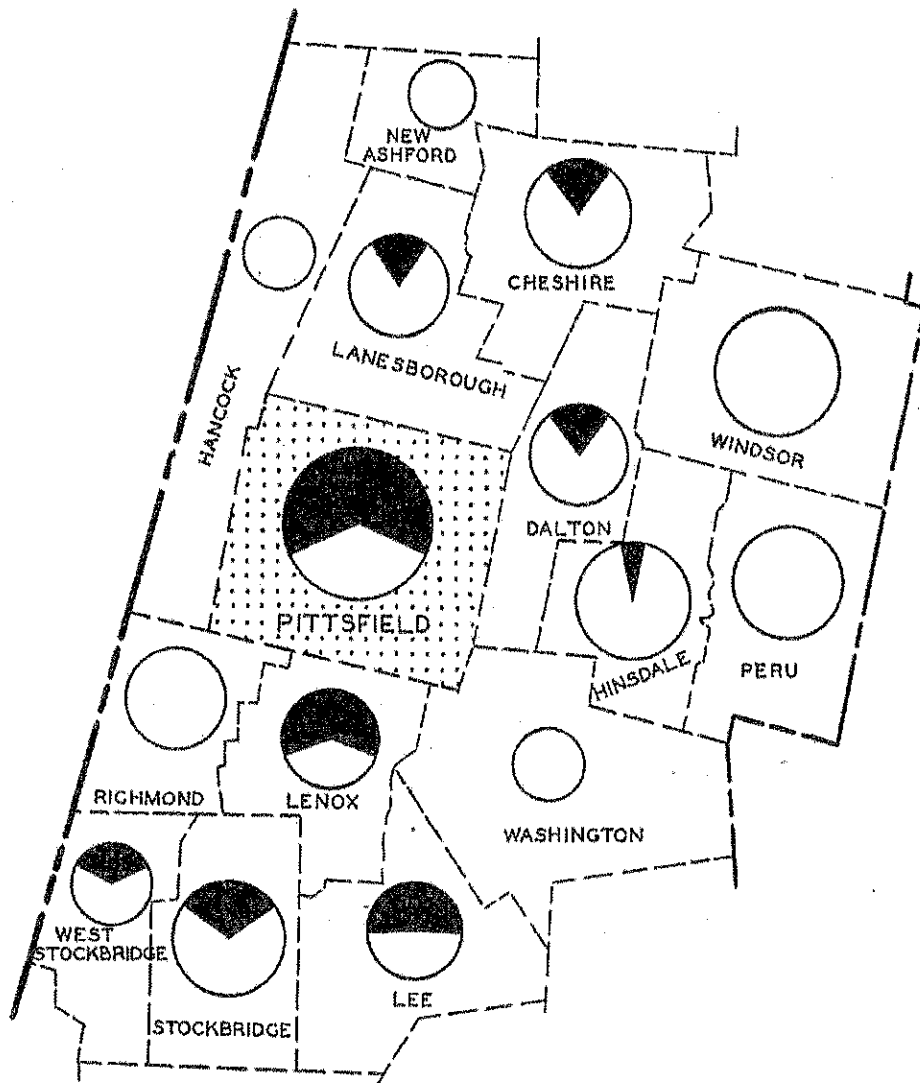 NEW
ASHFORD
CHESHIRE
LANESBOROUGH
HANCOCK
WINDSOR
DALTON
PITTSFIELD
HINSDALE
PERU
RICHMOND
LENOX
WASHINGTON
WEST
STOCKBRIDGE
LEE
STOCKBRIDGE